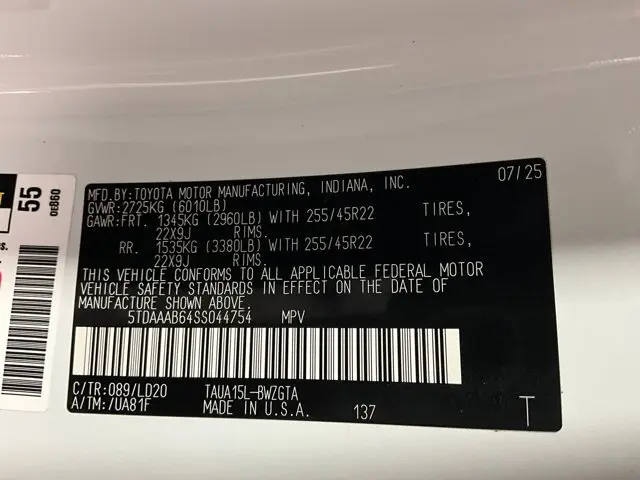 MFD.BY:TOYOTA MOTOR MANUFACTURING, INDIANA, INC. 07/25
GVWR:2725KG (6010LB)
GAWR:FRT. 1345KG (2960LB) WITH 255/45R22 TIRES,
22X9J RIMS.
RR. 1535KG (3380LB) WITH 255/45R22 TIRES,
22X9J RIMS.
THIS VEHICLE CONFORMS TO ALL APPLICABLE FEDERAL MOTOR
VEHICLE SAFETY STANDARDS IN EFFECT ON THE DATE OF
MANUFACTURE SHOWN ABOVE.
5TDAAAB64SS044754 MPV
C/TR:089/LD20 TAUA15L-BWZGTA
A/TM:/UA81F MADE IN U.S.A. 137 T
55
OE860